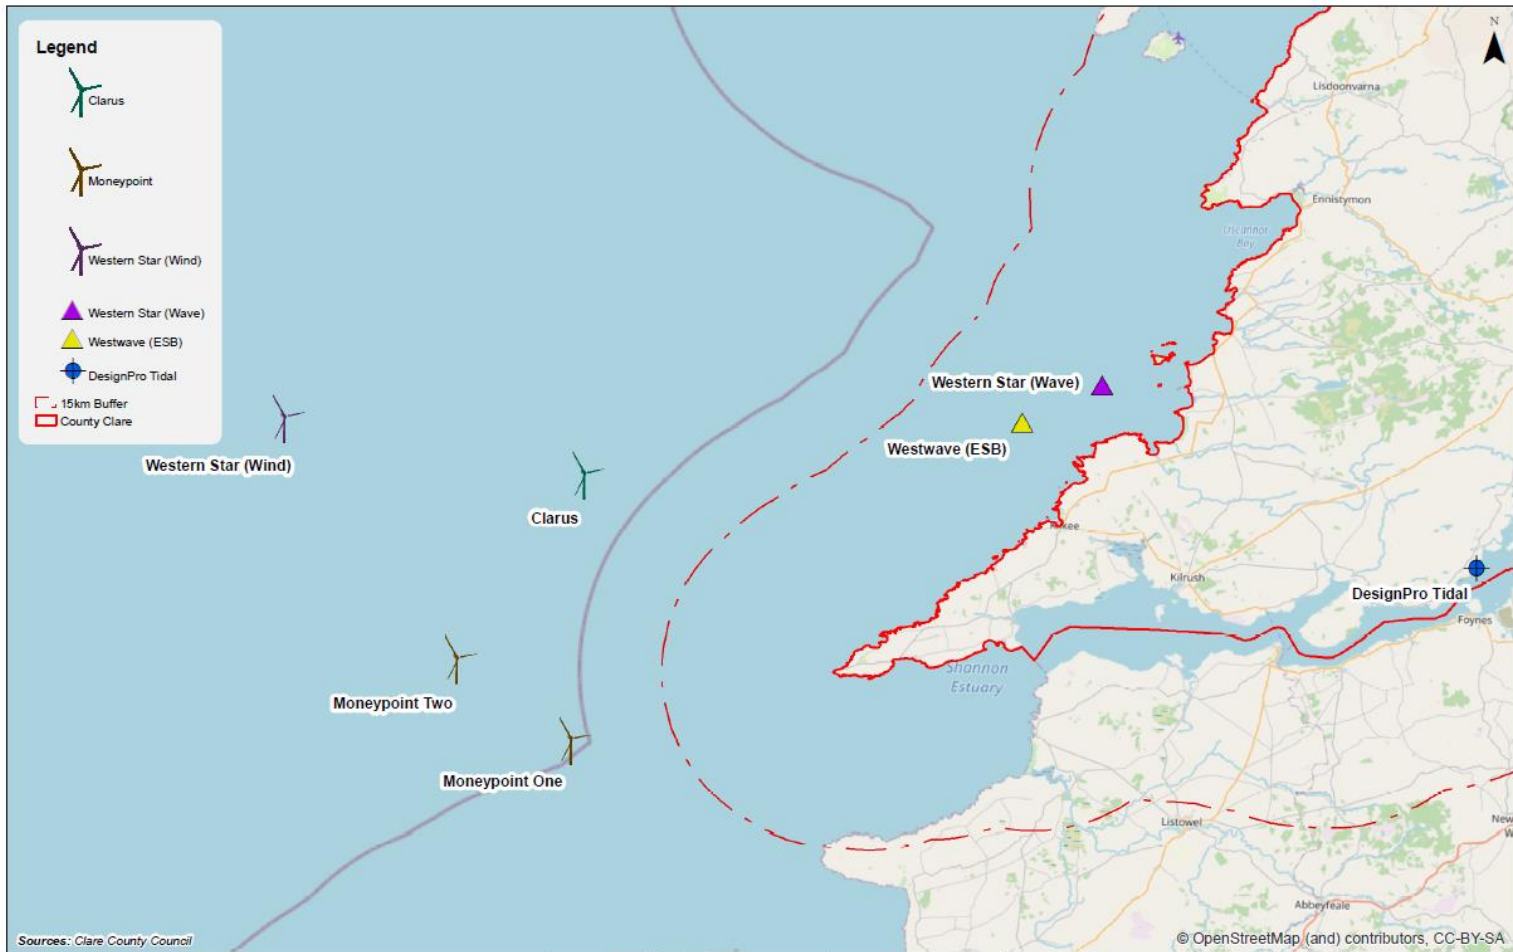 Legend
Clarus
Moneypoint
Western Star (Wind)
Western Star (Wave)
Westwave (ESB)
DesignPro Tidal
15km Buffer
County Clare
N
Lisdoonvarna
Ennistymon
Liscannor
Bay
Western Star (Wave)
Westwave (ESB)
Western Star (Wind)
Clarus
Kilkee
Kilrush
DesignPro Tidal
Foynes
Shannon
Estuary
Moneypoint Two
Moneypoint One
Listowel
Abbeyfeale
Sources: Clare County Council
© OpenStreetMap (and) contributors, CC-BY-SA